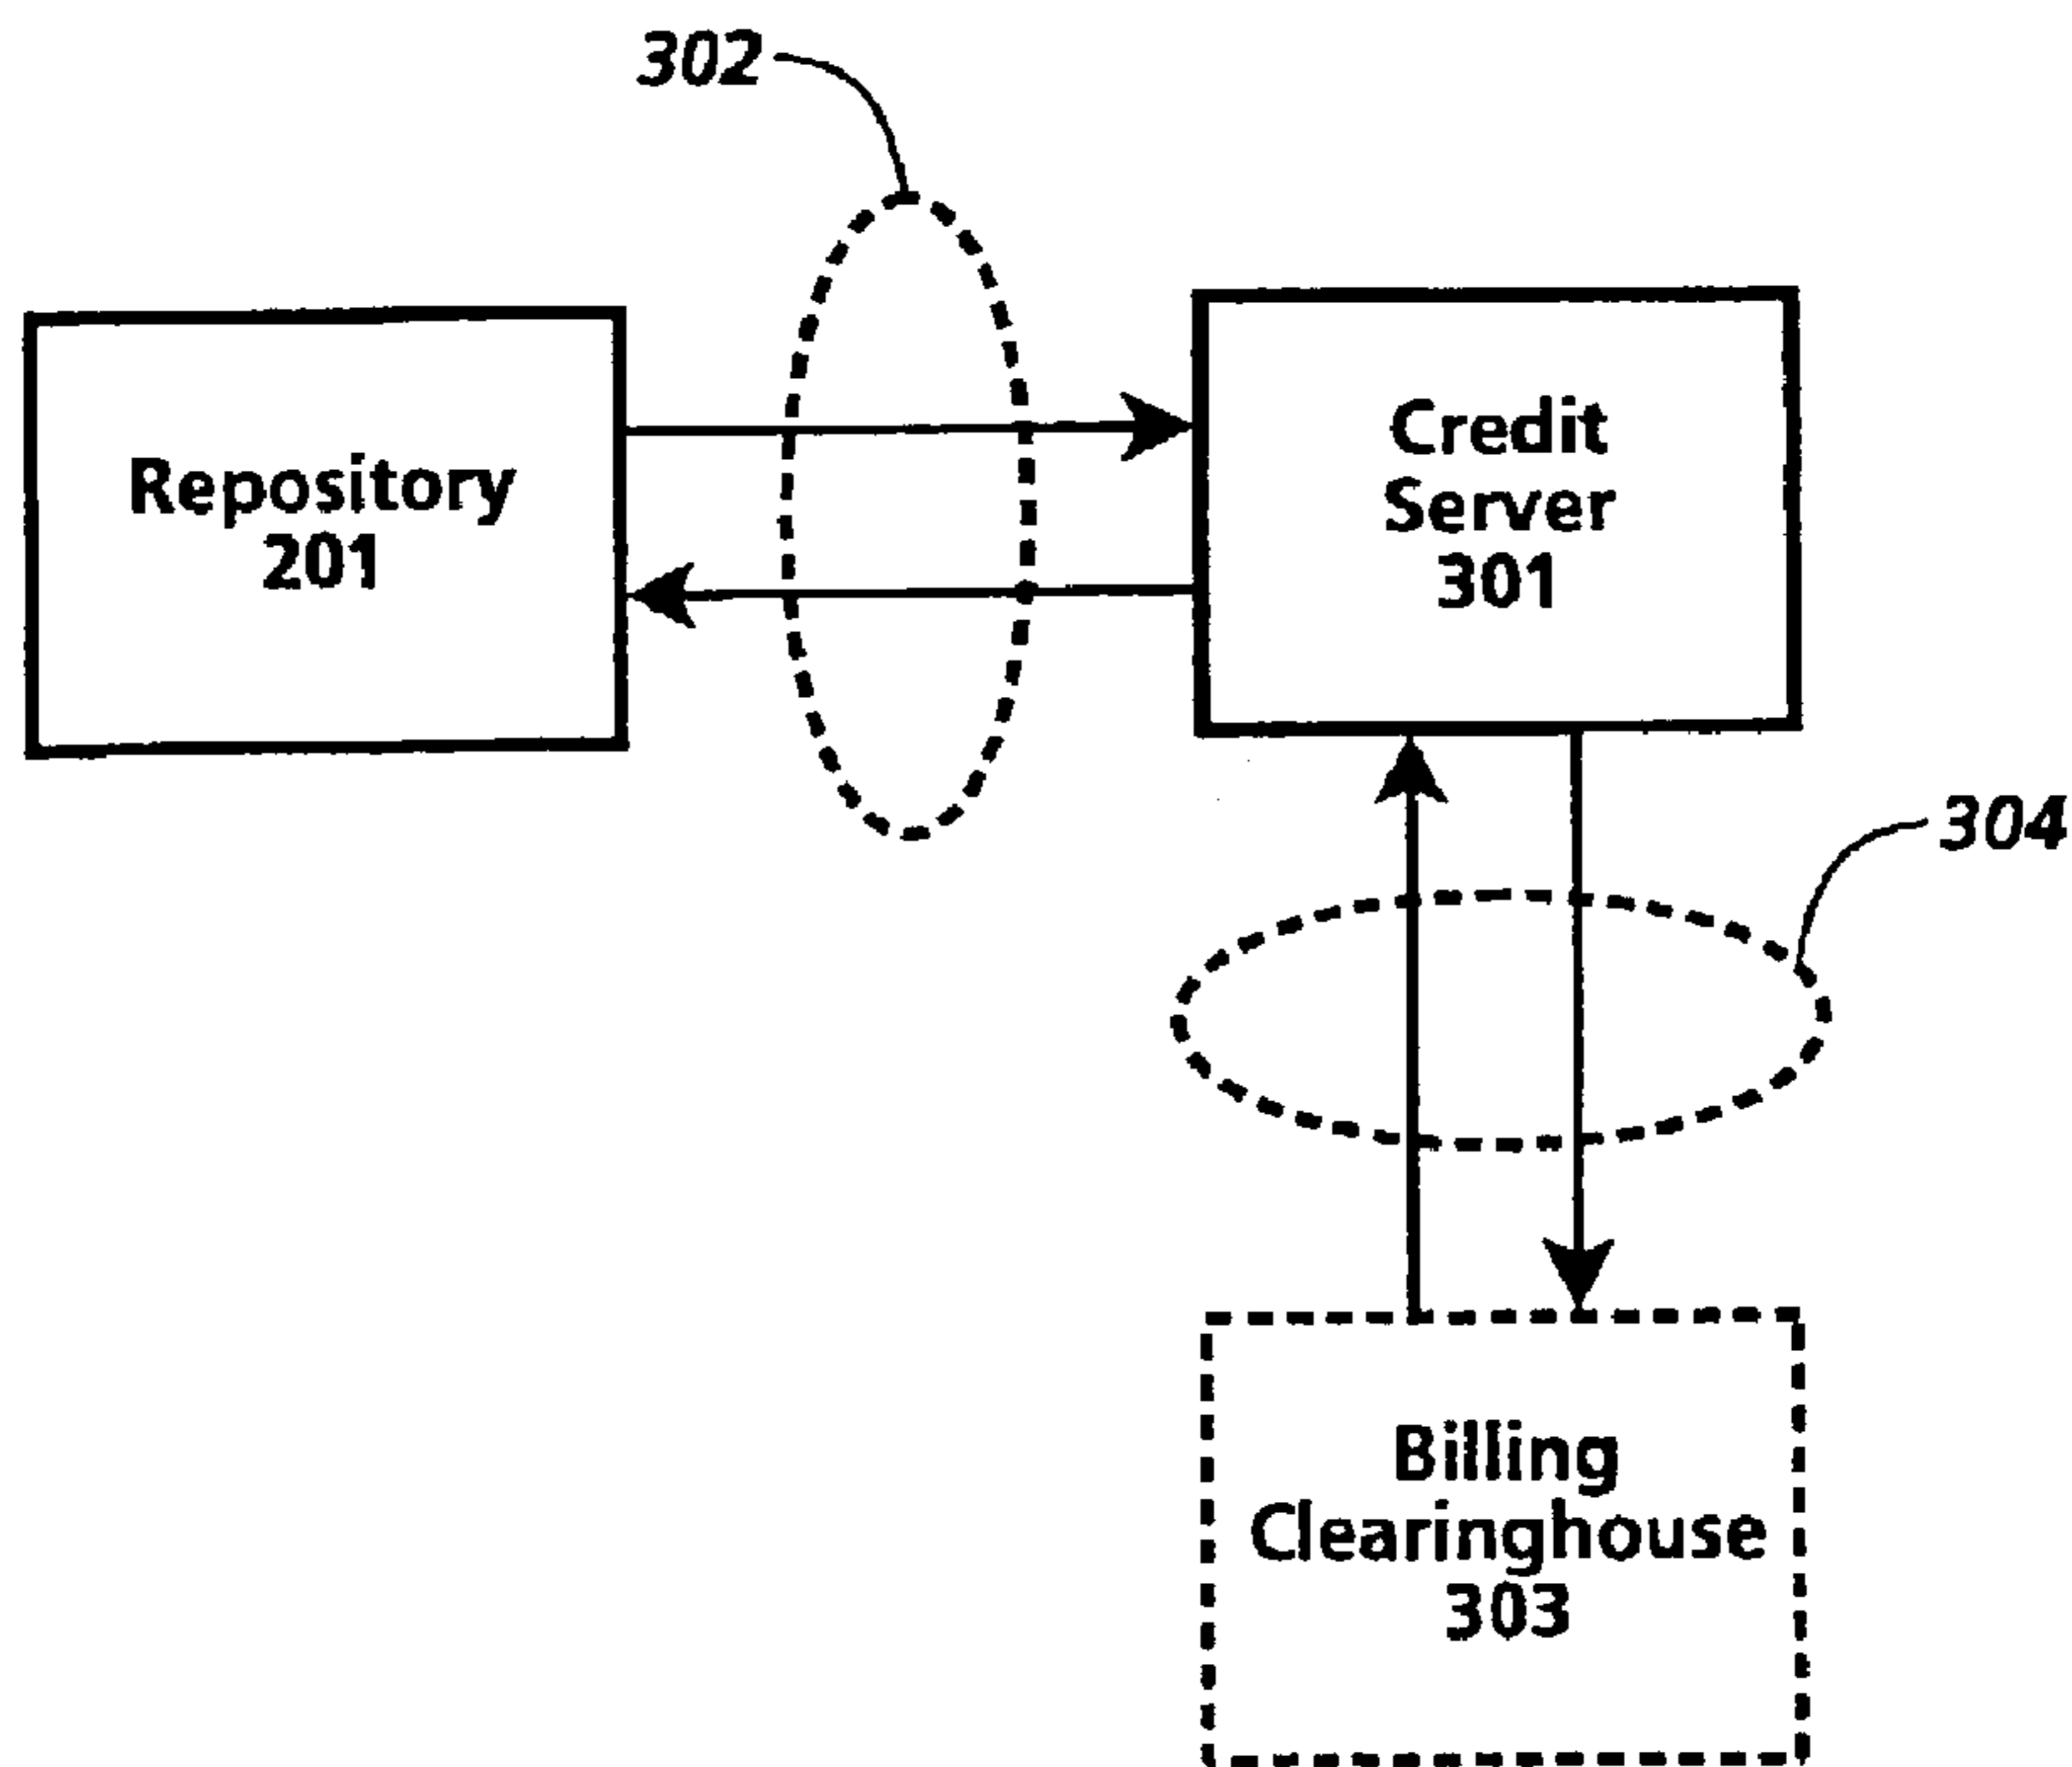 302
Repository
201
Credit
Server
301
304
Billing
Clearinghouse
303